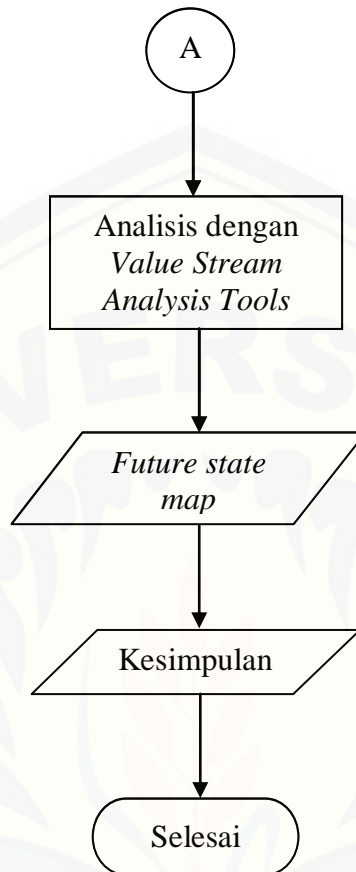 A
Analisis dengan
Value Stream
Analysis Tools
Future state
map
Kesimpulan
Selesai